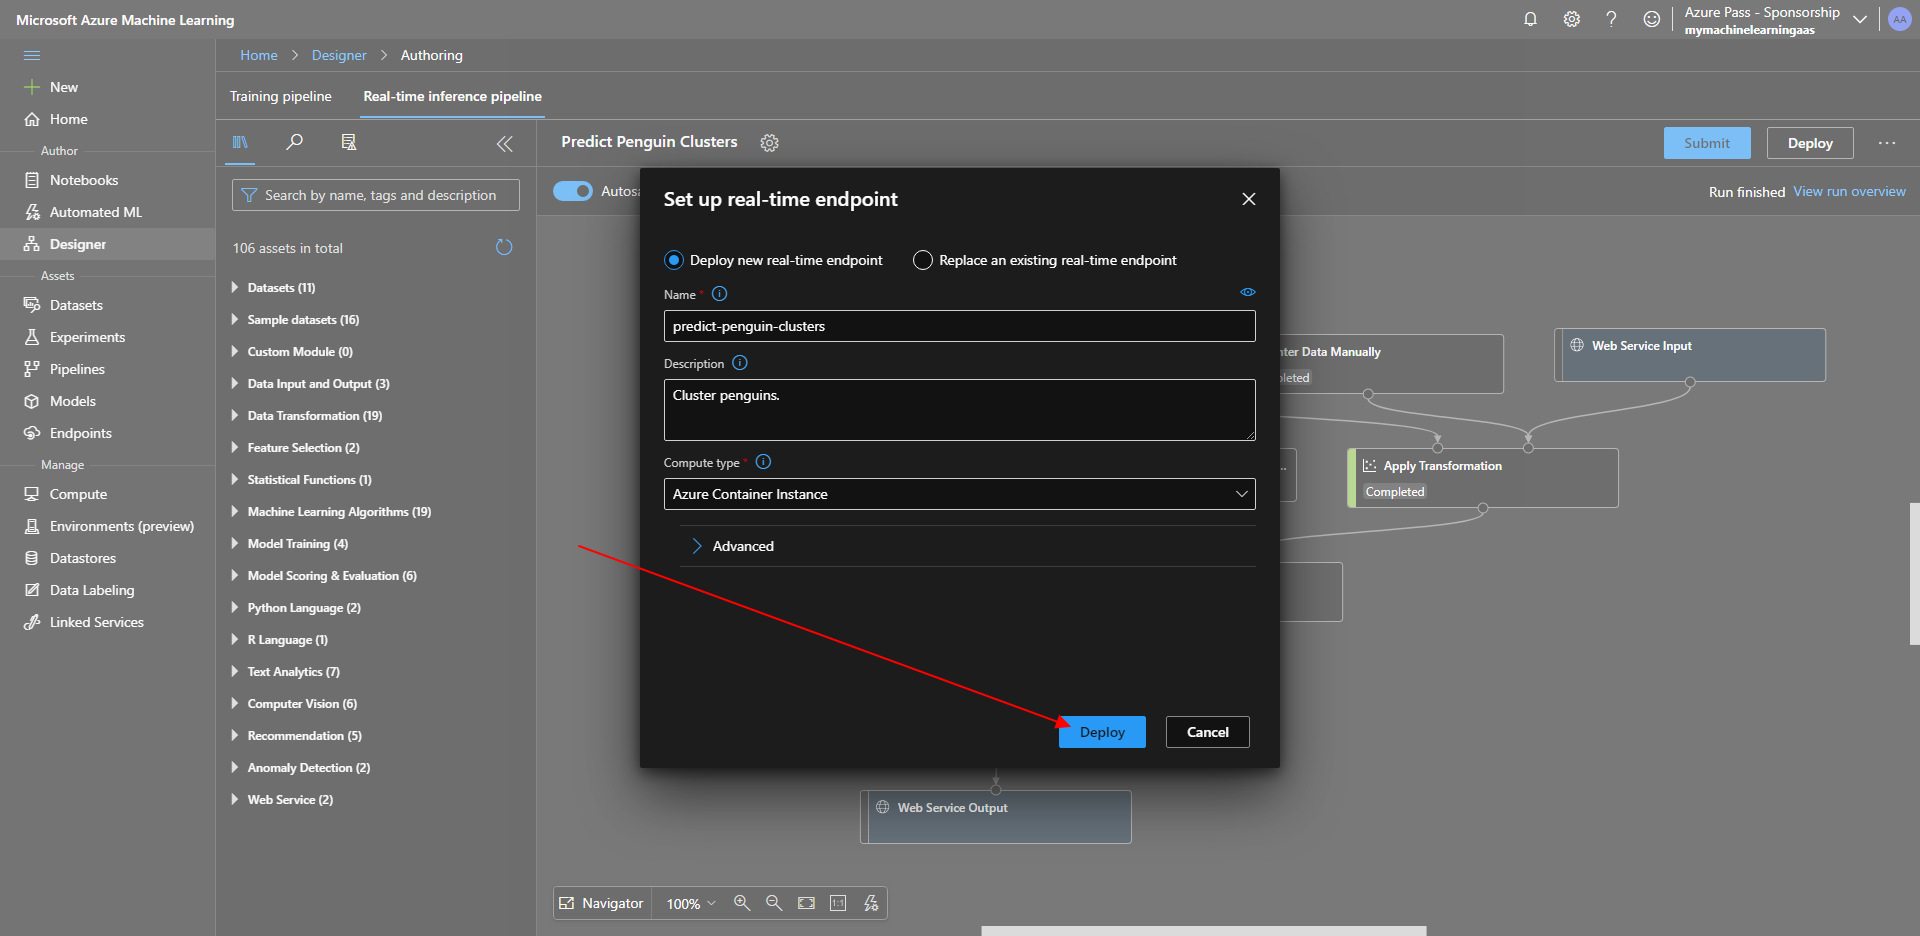 Microsoft Azure Machine Learning
Azure Pass - Sponsorship
mymachinelearningaas
AA
New
Home
Author
Notebooks
Automated ML
Designer
Assets
Datasets
Experiments
Pipelines
Models
Endpoints
Manage
Compute
Environments (preview)
Datastores
Data Labeling
Linked Services
Home > Designer > Authoring
Training pipeline
Real-time inference pipeline
Search by name, tags and description
106 assets in total
Datasets (11)
Sample datasets (16)
Custom Module (0)
Data Input and Output (3)
Data Transformation (19)
Feature Selection (2)
Statistical Functions (1)
Machine Learning Algorithms (19)
Model Training (4)
Model Scoring & Evaluation (6)
Python Language (2)
R Language (1)
Text Analytics (7)
Computer Vision (6)
Recommendation (5)
Anomaly Detection (2)
Web Service (2)
Predict Penguin Clusters
Submit
Deploy
Autosa
Run finished
View run overview
Set up real-time endpoint
Deploy new real-time endpoint
Replace an existing real-time endpoint
Name *
predict-penguin-clusters
Description
Cluster penguins.
Compute type *
Azure Container Instance
Advanced
Deploy
Cancel
nter Data Manually
pleted
Web Service Input
...
Apply Transformation
Completed
Web Service Output
Navigator
100%
1:1